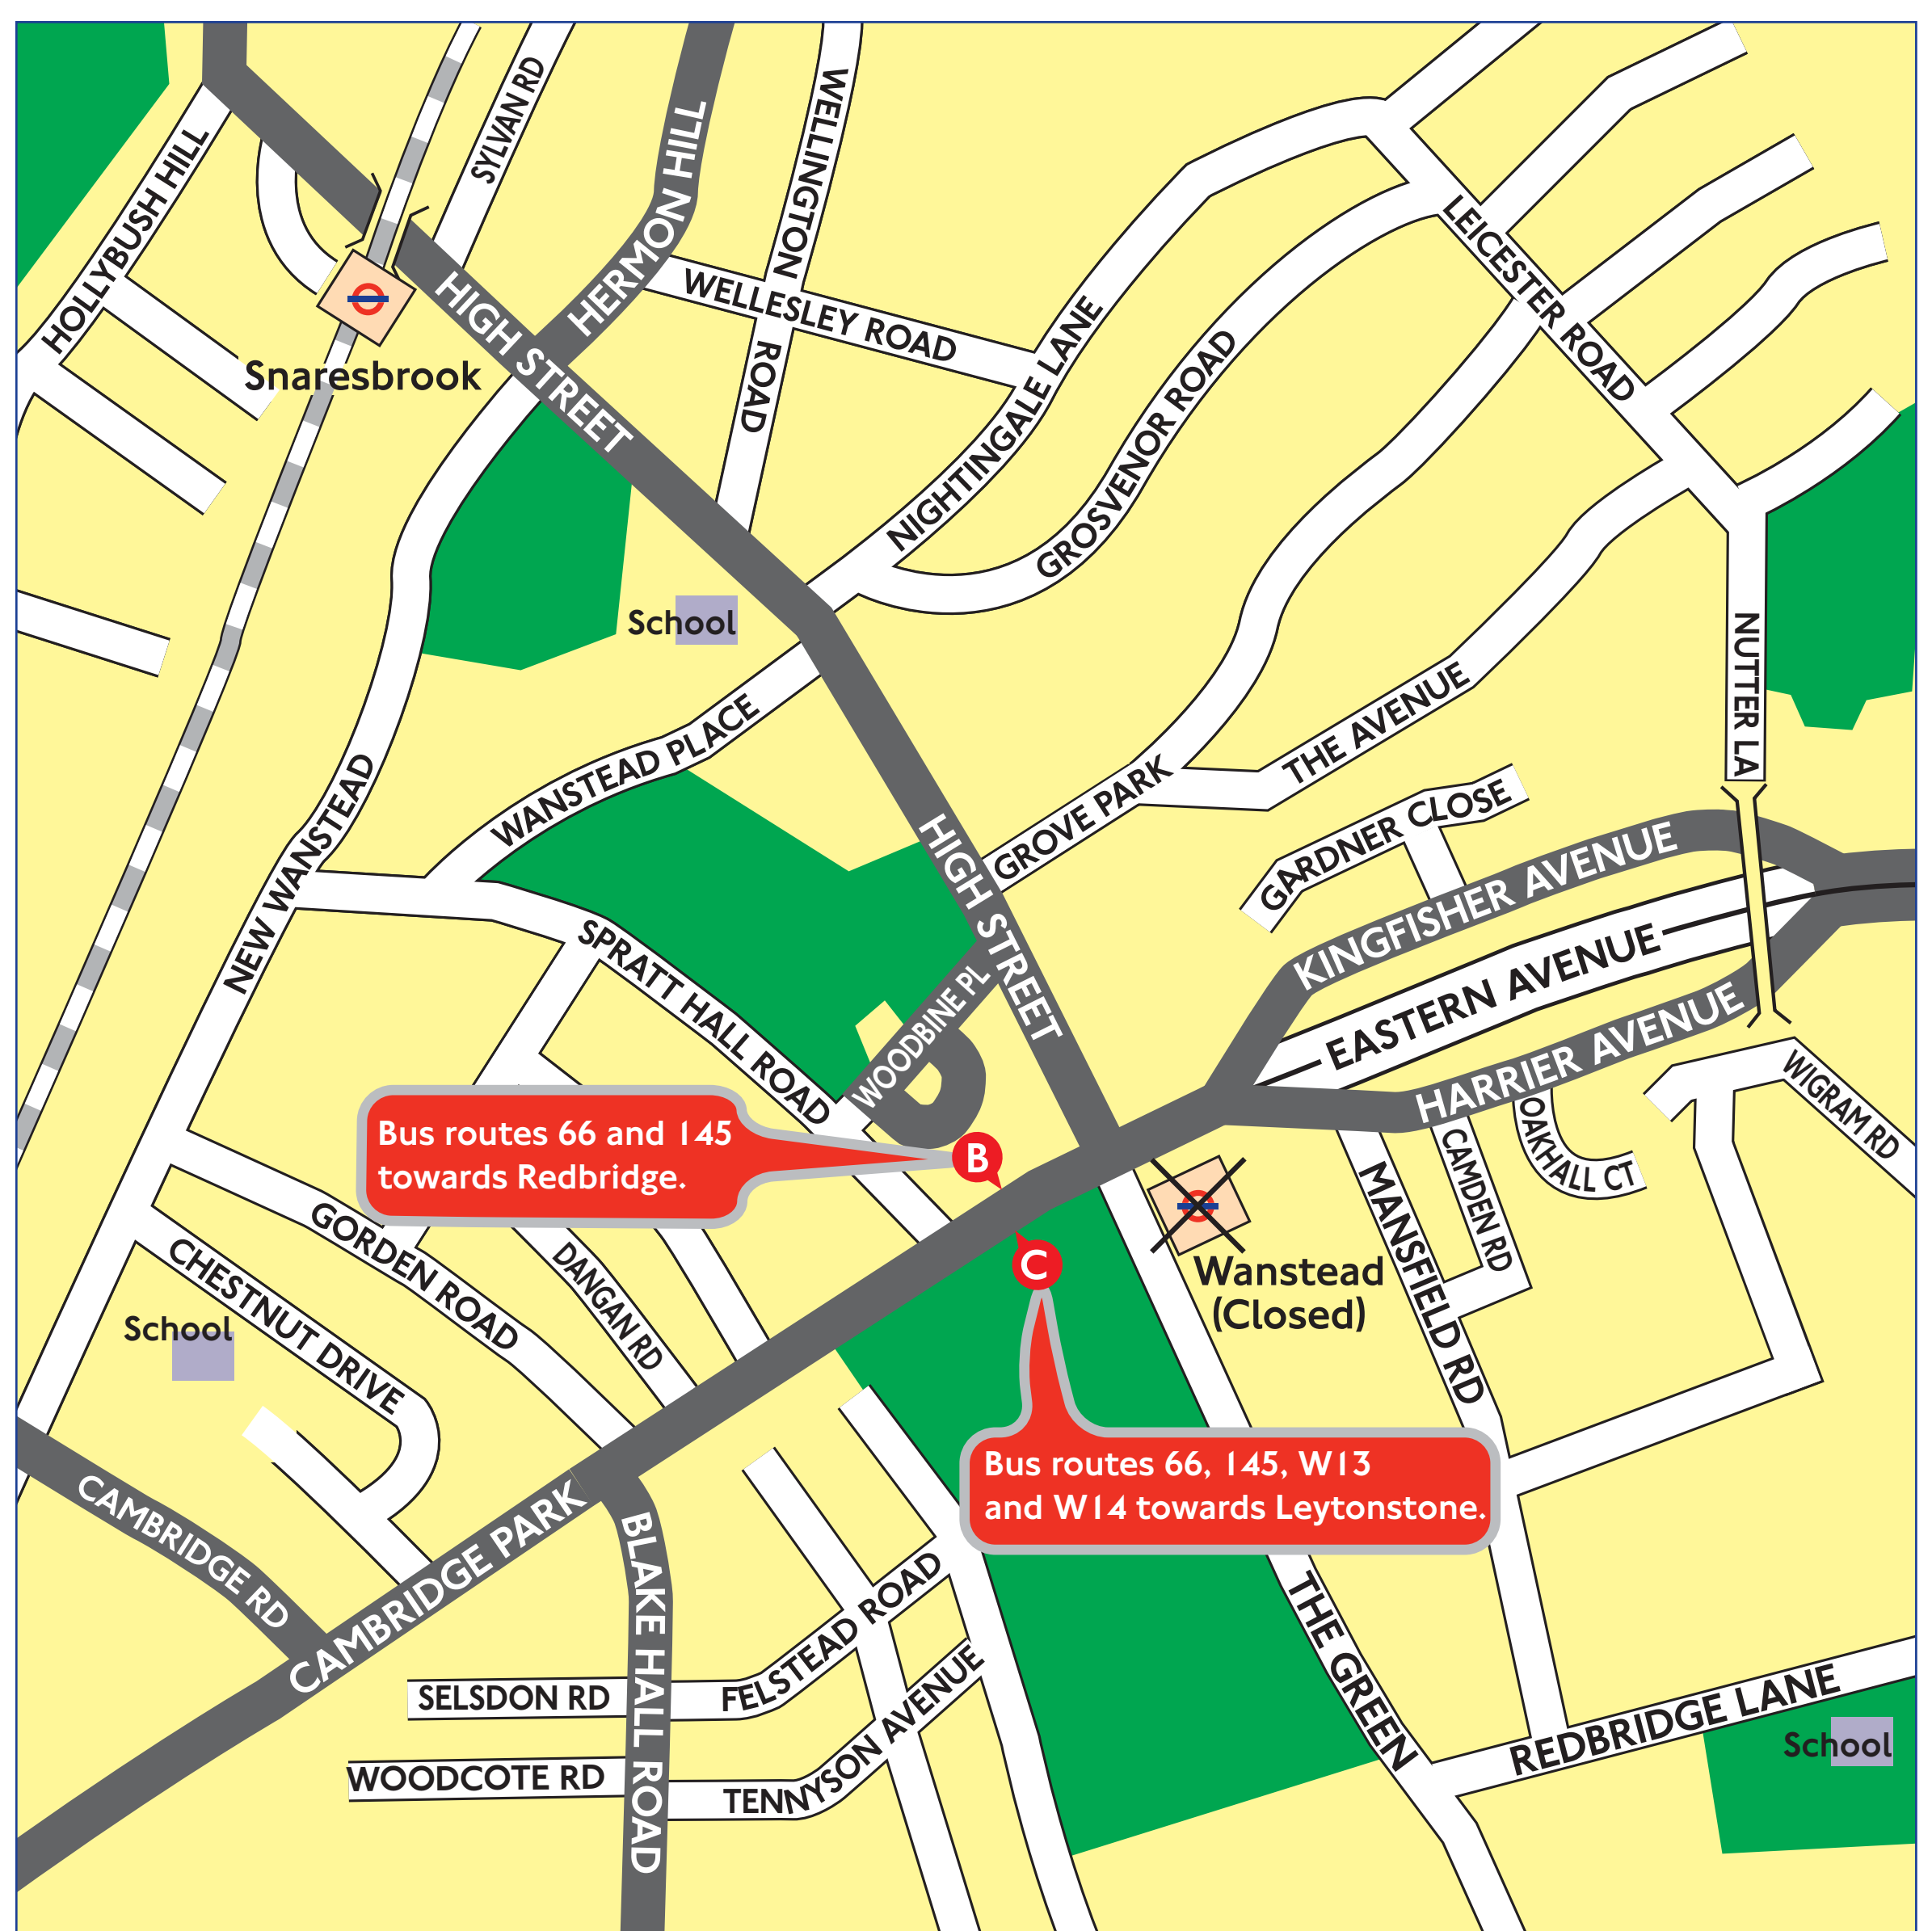 SYLVAN RD
HERMON HILL
WELLINGTON
ROAD
HOLLYBUSH HILL
HIGH STREET
WELLESLEY ROAD
LEICESTER ROAD
NIGHTINGALE LANE
GROSVENOR ROAD
Snaresbrook
School
NUTTER LA
WANSTEAD PLACE
THE AVENUE
GROVE PARK
GARDNER CLOSE
NEW WANSTEAD
HIGH STREET
KINGFISHER AVENUE
EASTERN AVENUE
HARRIER AVENUE
SPRATT HALL ROAD
WOODBINE PL
WIGRAM RD
OAKHALL CT
CAMDEN RD
MANSFIELD RD
Bus routes 66 and 145
towards Redbridge.
B
C
Wanstead
(Closed)
GORDEN ROAD
DANGAN RD
CHESTNUT DRIVE
School
Bus routes 66, 145, W13
and W14 towards Leytonstone.
CAMBRIDGE RD
CAMBRIDGE PARK
BLAKE HALL ROAD
FELSTEAD ROAD
SELSDON RD
TENNYSON AVENUE
WOODCOTE RD
THE GREEN
REDBRIDGE LANE
School